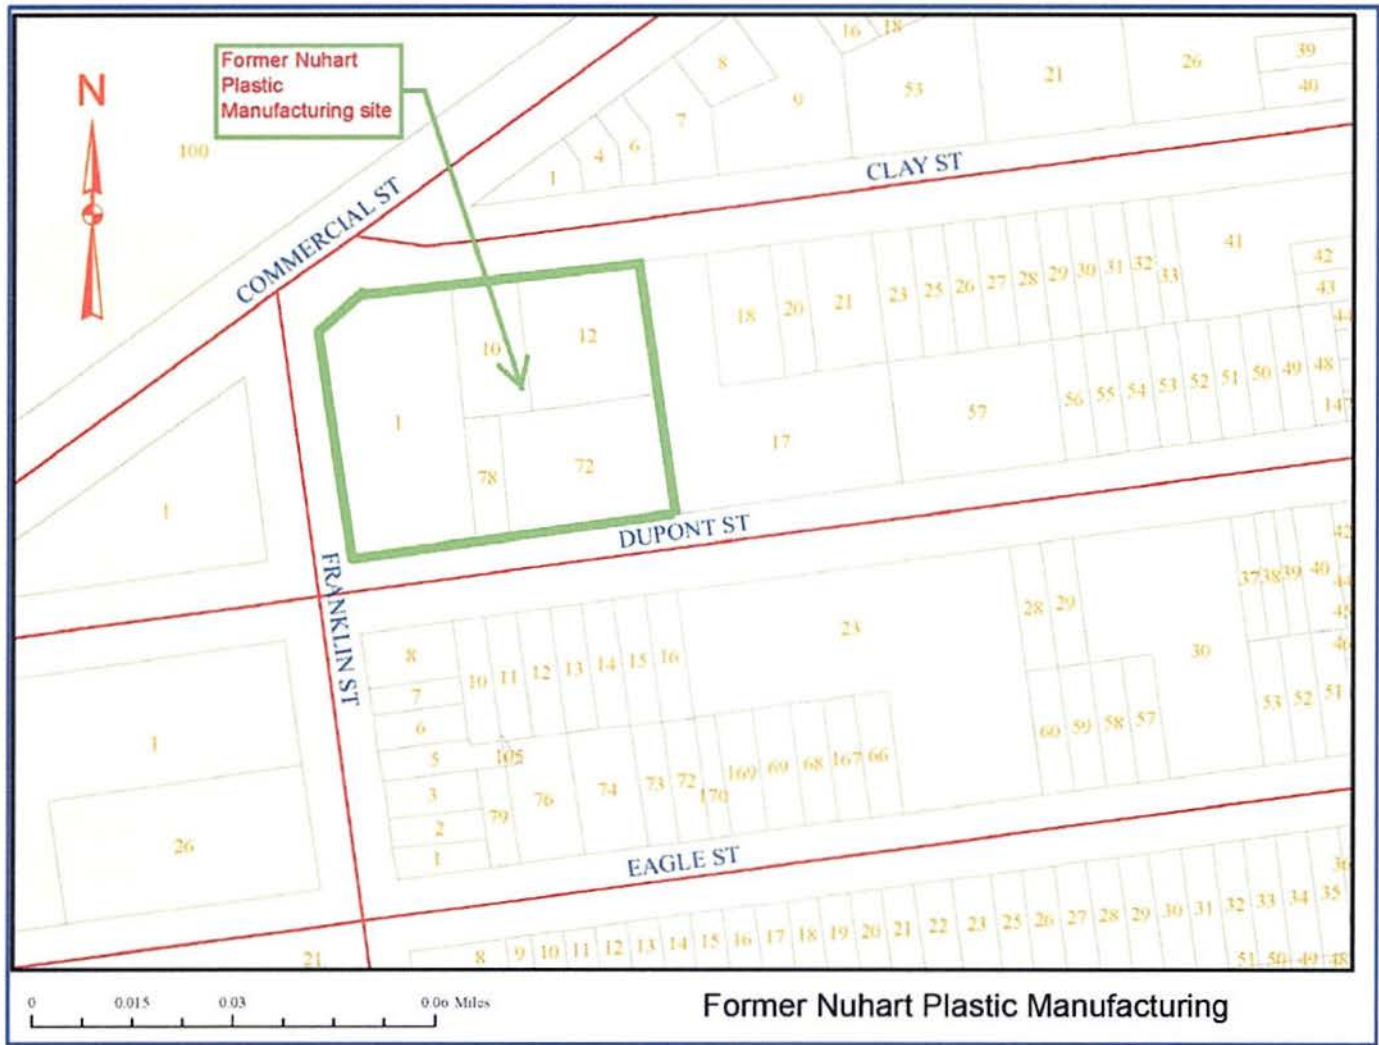 N
Former Nuhart
Plastic
Manufacturing site
100
COMMERCIAL ST
CLAY ST
FRANKLIN ST
DUPONT ST
EAGLE ST
16 18
8
9
53
21
26
39
40
1 4 6 7
1 10 12
78 72
18 20 21 23 25 26 27 28 29 30 31 32 33
41
42
43
17
57
56 55 54 53 52 51 50 49 48
1
1
26
21
8
7
6
5
3
2
1
10 11 12 13 14 15 16
105
79 76 74 73 72 170 169 69 68 167 66
23
28 29
30
60 59 58 57
37 38 39 40
53 52 51
8 9 10 11 12 13 14 15 16 17 18 19 20 21 22 23 25 26 27 28 29 30 31 32 33 34 35
51 50 49 48
0 0.015 0.03 0.06 Miles
Former Nuhart Plastic Manufacturing